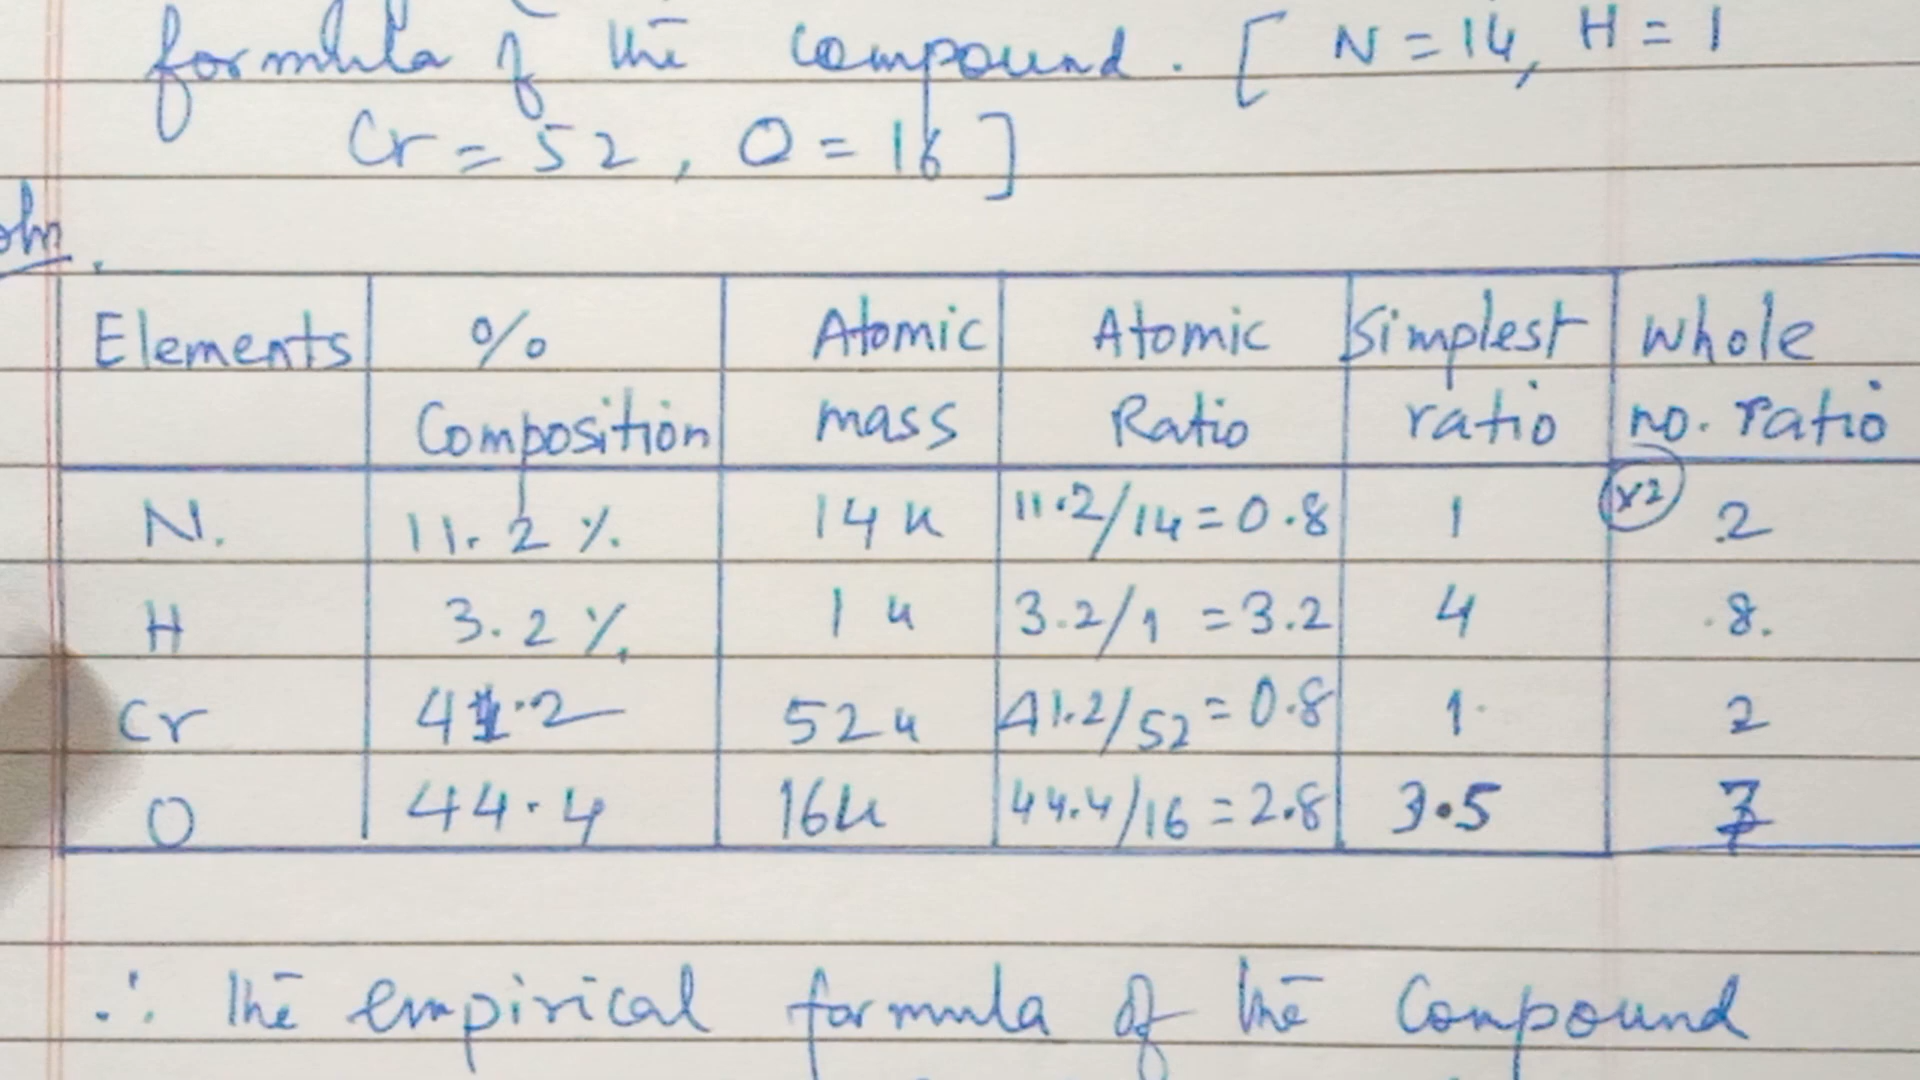 formula of the compound. [ N = 14, H = 1
Cr = 52, O = 16 ]
soln.
Elements % Composition Atomic mass Atomic Ratio Simplest ratio Whole no. ratio
N. 11.2 % 14 u 11.2/14 = 0.8 1 (x2) 2
H 3.2 % 1 u 3.2/1 = 3.2 4 8.
Cr 41.2 52 u 41.2/52 = 0.8 1 2
O 44.4 16u 44.4/16 = 2.8 3.5 7
∴ the empirical formula of the Compound